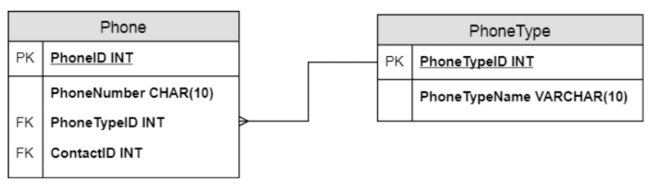 Phone
PK PhoneID INT
PhoneNumber CHAR(10)
FK PhoneTypeID INT
FK ContactID INT
PhoneType
PK PhoneTypeID INT
PhoneTypeName VARCHAR(10)